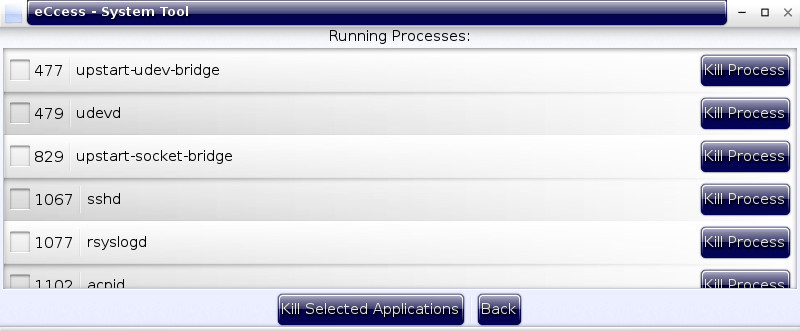 eCcess - System Tool
Running Processes:
477 upstart-udev-bridge Kill Process
479 udevd Kill Process
829 upstart-socket-bridge Kill Process
1067 sshd Kill Process
1077 rsyslogd Kill Process
1102 acpid Kill Process
Kill Selected Applications Back